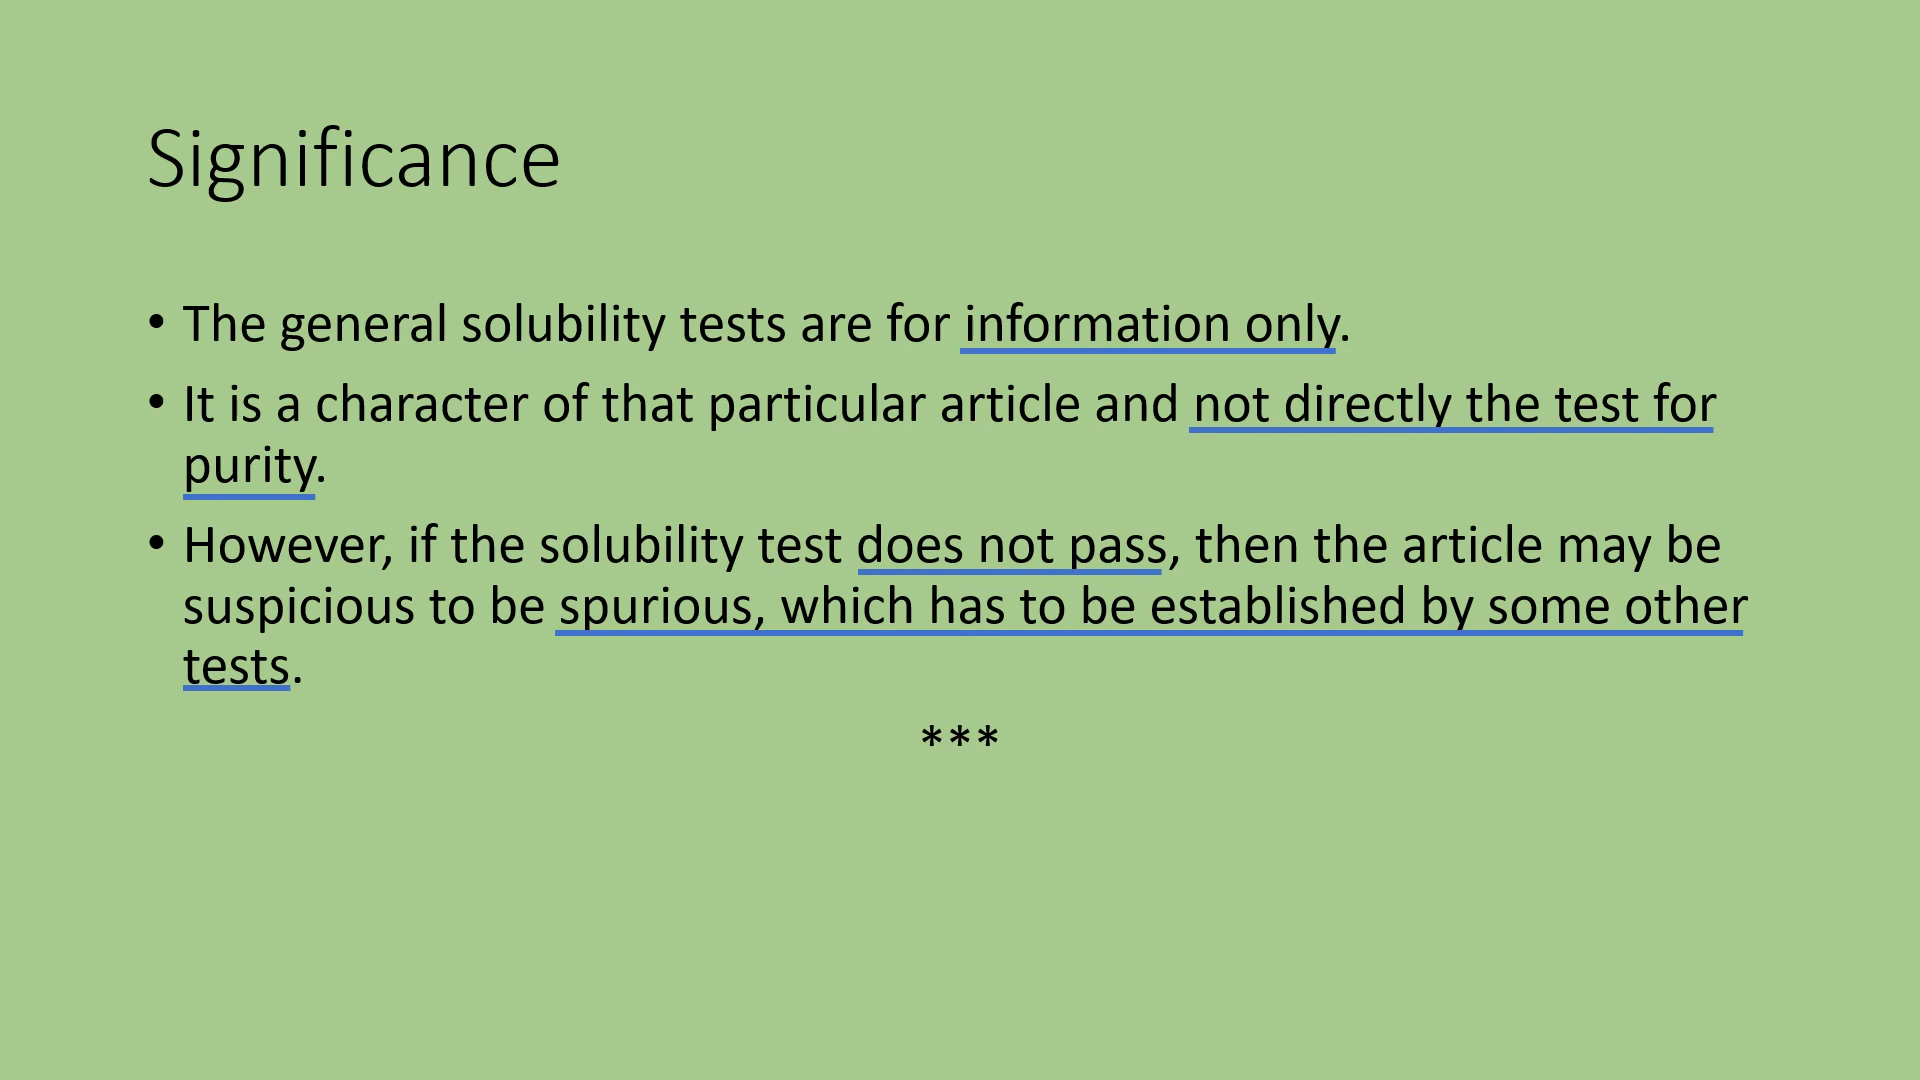 Significance
• The general solubility tests are for information only.
• It is a character of that particular article and not directly the test for
purity.
• However, if the solubility test does not pass, then the article may be
suspicious to be spurious, which has to be established by some other
tests.
***